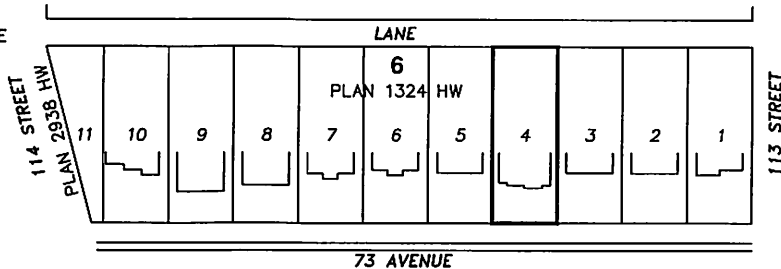 E
LANE
6
PLAN 1324 HW
114 STREET
PLAN 2938 HW
11 10 9 8 7 6 5 4 3 2 1
113 STREET
73 AVENUE